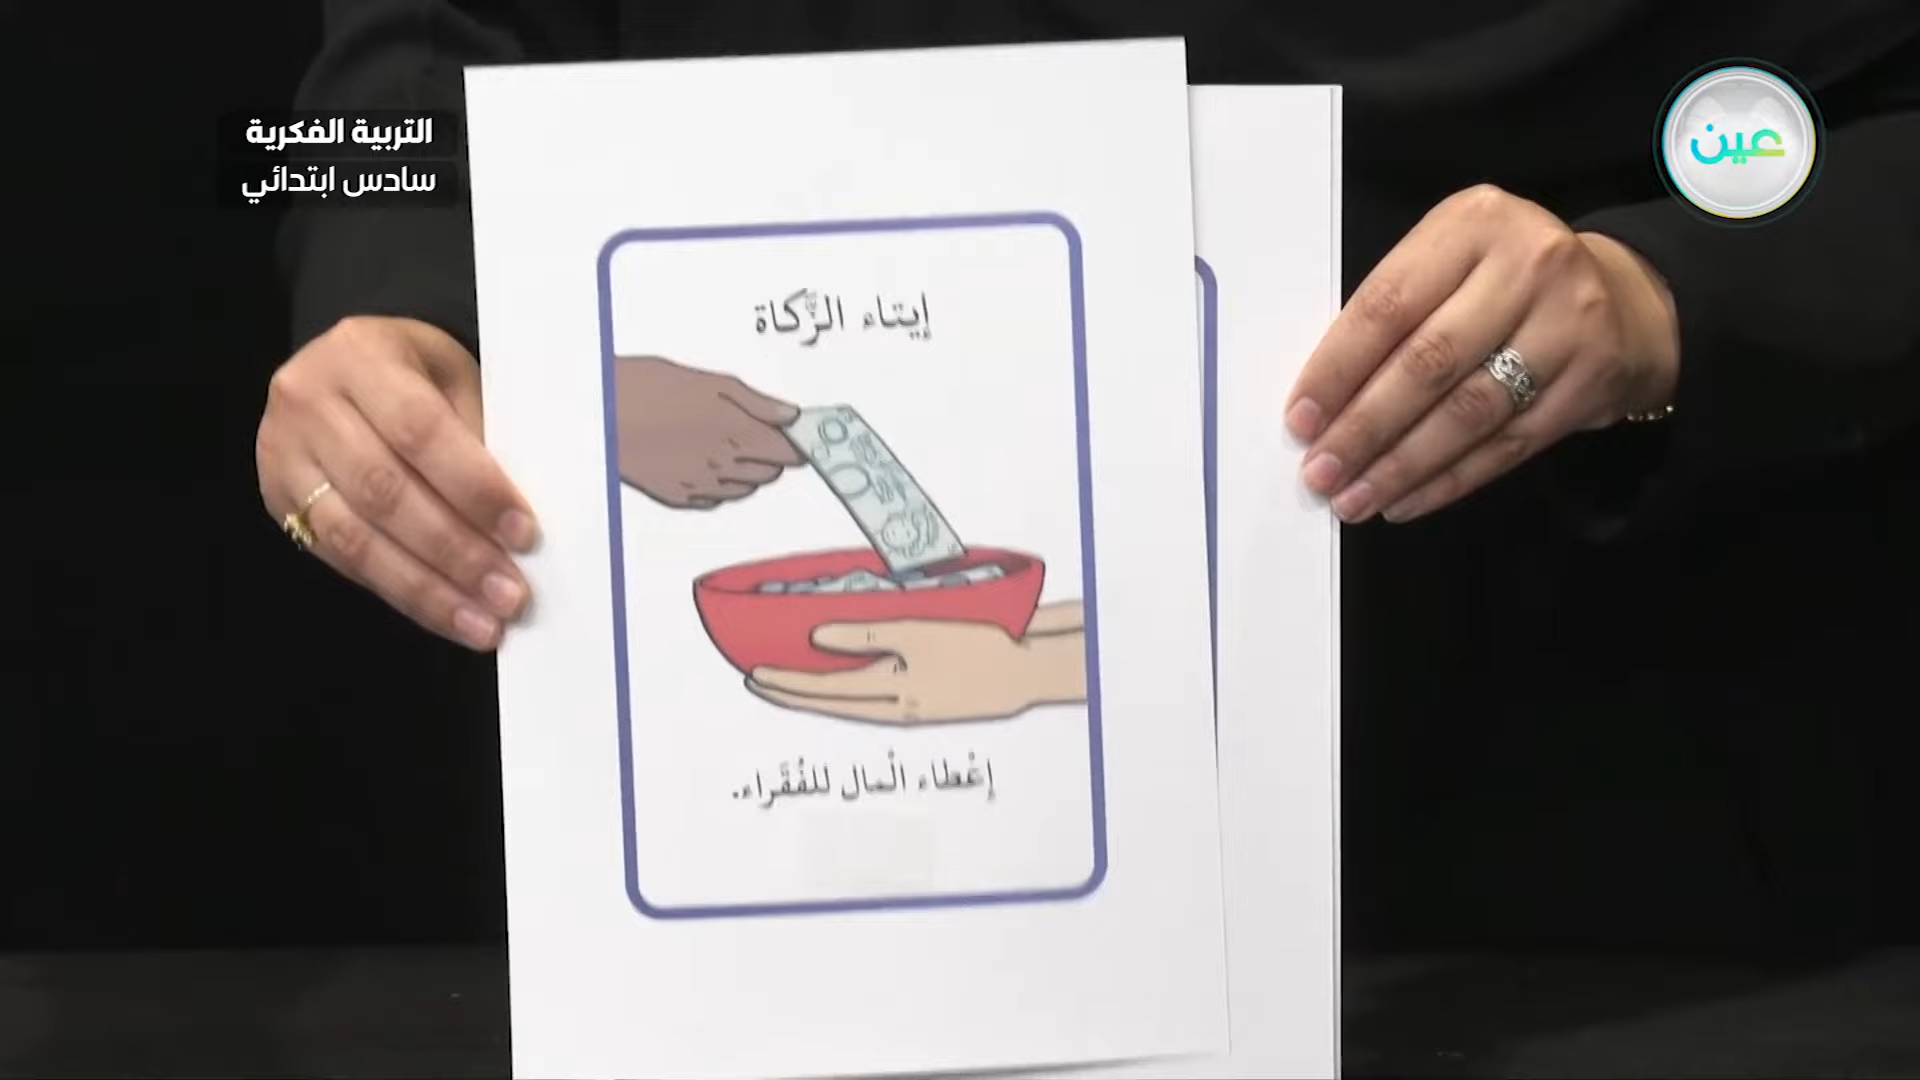 التربية الفكرية
سادس ابتدائي
عين
إيتاء الزَّكاة
إعْطاء الْمال للفُقَراء.